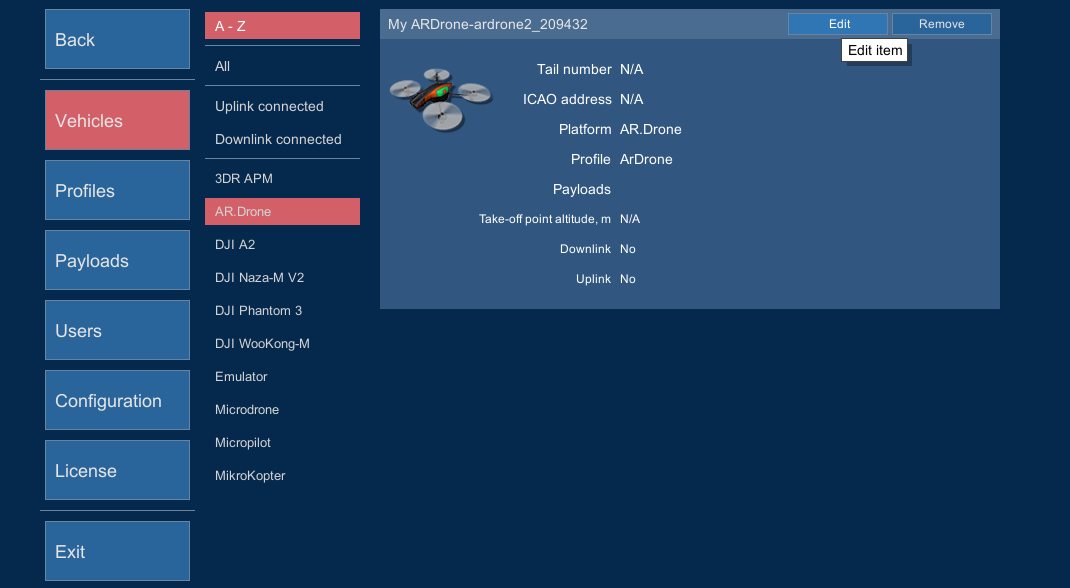 Back
Vehicles
Profiles
Payloads
Users
Configuration
License
Exit
A - Z
All
Uplink connected
Downlink connected
3DR APM
AR.Drone
DJI A2
DJI Naza-M V2
DJI Phantom 3
DJI WooKong-M
Emulator
Microdrone
Micropilot
MikroKopter
My ARDrone-ardrone2_209432 Edit Remove
Edit item
Tail number N/A
ICAO address N/A
Platform AR.Drone
Profile ArDrone
Payloads
Take-off point altitude, m N/A
Downlink No
Uplink No